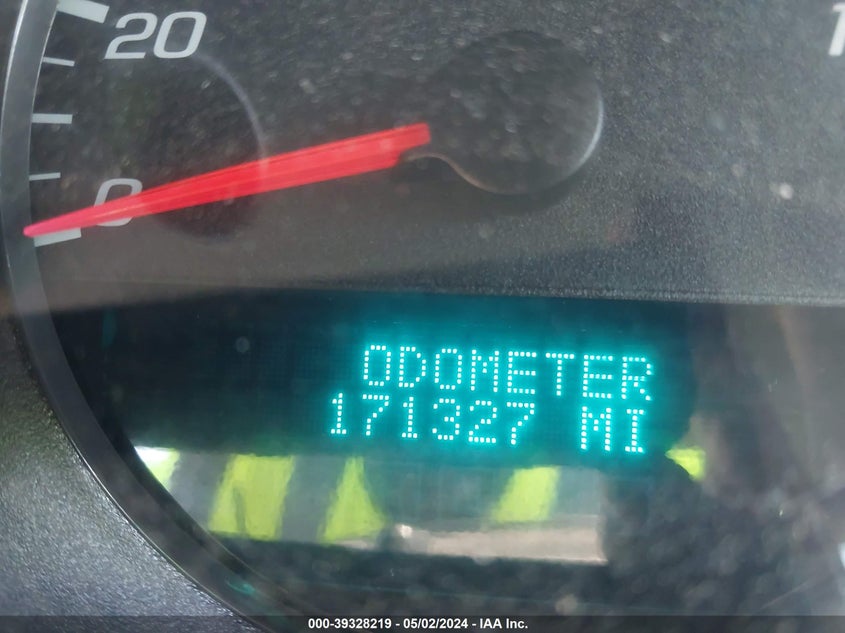 20
0
ODOMETER
171327 MI
000-39328219 - 05/02/2024 - IAA Inc.